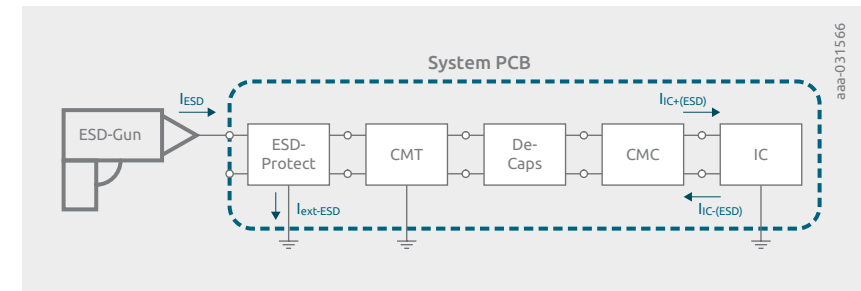 System PCB
aaa-031566
IESD
IIC+(ESD)
ESD-Gun
ESD-
Protect
CMT
De-
Caps
CMC
IC
Iext-ESD
IIC-(ESD)